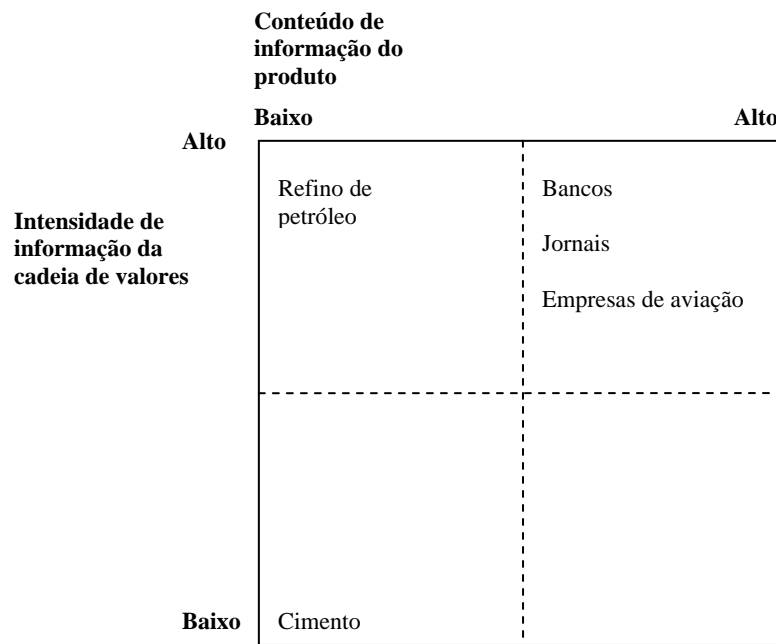 Conteúdo de
informação do
produto
Baixo
Alto
Alto
Refino de
petróleo
Bancos
Intensidade de
informação da
cadeia de valores
Jornais
Empresas de aviação
Baixo
Cimento